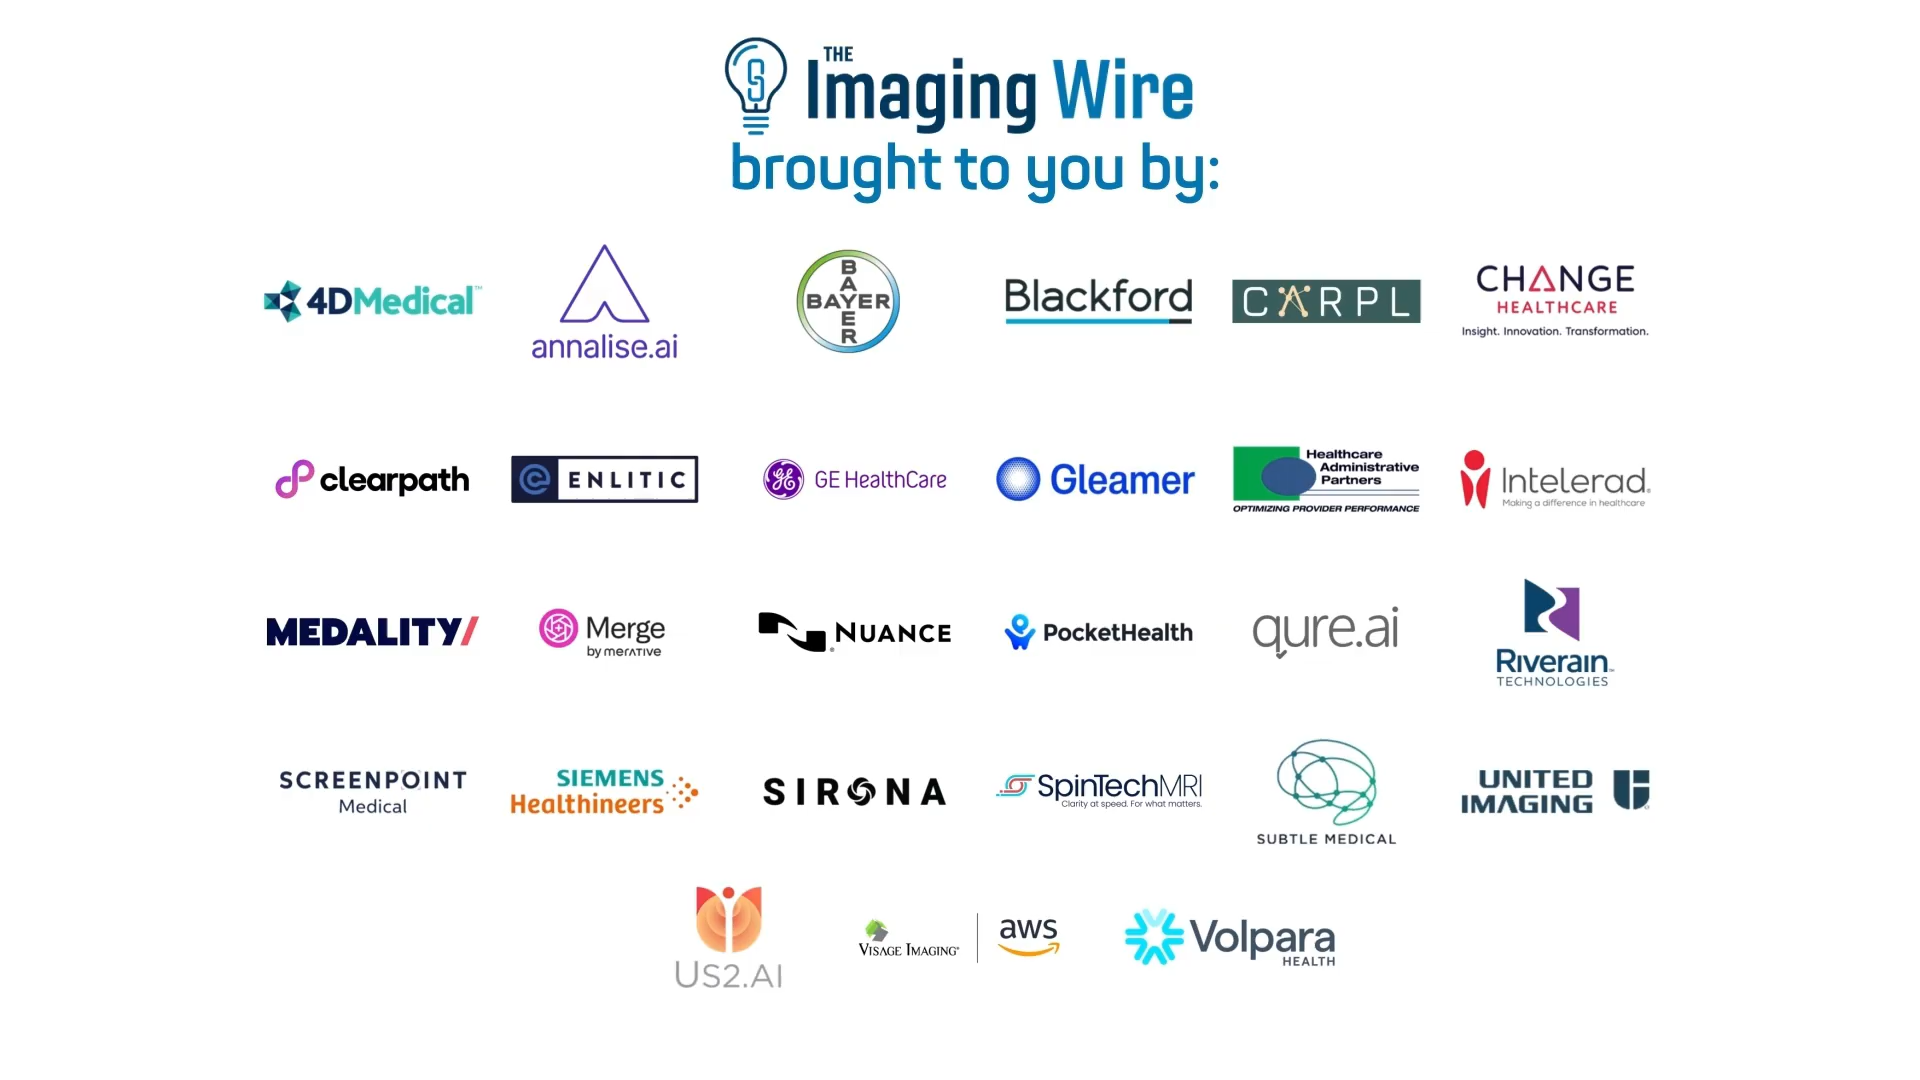 THE
Imaging Wire
brought to you by:
4DMedical™
annalise.ai
BAYER
BAYER
Blackford
CARPL
CHANGE
HEALTHCARE
Insight. Innovation. Transformation.
clearpath
ENLITIC
GE HealthCare
Gleamer
Healthcare
Administrative
Partners
OPTIMIZING PROVIDER PERFORMANCE
Intelerad®
Making a difference in healthcare
MEDALITY/
Merge
by merative
NUANCE
PocketHealth
qure.ai
Riverain™
TECHNOLOGIES
SCREENPOINT
Medical
SIEMENS
Healthineers
SIRONA
SpinTechMRI
Clarity at speed. For what matters.
SUBTLE MEDICAL
UNITED
IMAGING
US2.AI
VISAGE IMAGING®
aws
Volpara
HEALTH